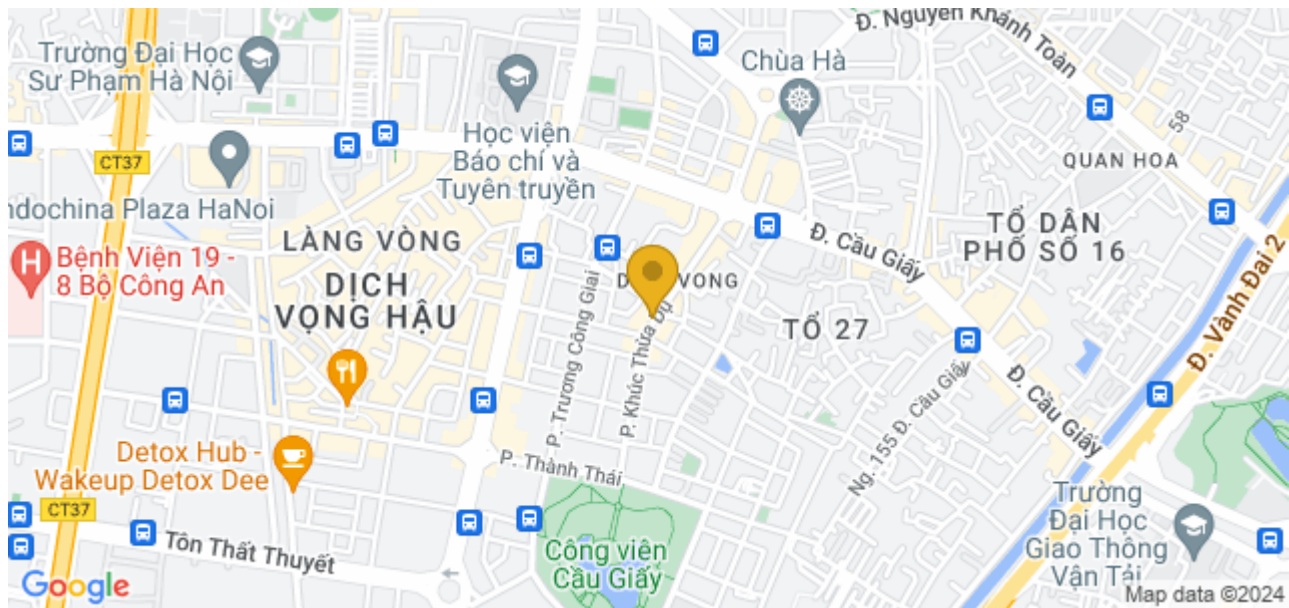 Đ. Nguyễn Khánh Toàn
Trường Đại Học
Sư Phạm Hà Nội
Chùa Hà
58
Học viện
Báo chí và
Tuyên truyền
CT37
QUAN HOA
ndochina Plaza HaNoi
TỔ DÂN
PHỐ SỐ 16
LÀNG VÒNG
Đ. Cầu Giấy
Bệnh Viện 19 -
8 Bộ Công An
DỊCH
VỌNG HẬU
VONG
P. Trương Công Giai
P. Khúc Thừa Dụ
TỔ 27
Đ. Vành Đai 2
Ng. 155 Đ. Cầu Giấy
Đ. Cầu Giấy
Detox Hub -
Wakeup Detox Dee
P. Thành Thái
CT37
Tôn Thất Thuyết
Công viên
Cầu Giấy
Trường
Đại Học
Giao Thông
Vận Tải
Google
Map data ©2024